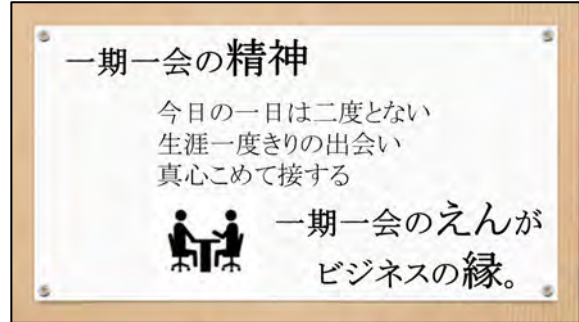 一期一会の精神
今日の一日は二度とない
生涯一度きりの出会い
真心こめて接する
一期一会のえんが
ビジネスの縁。